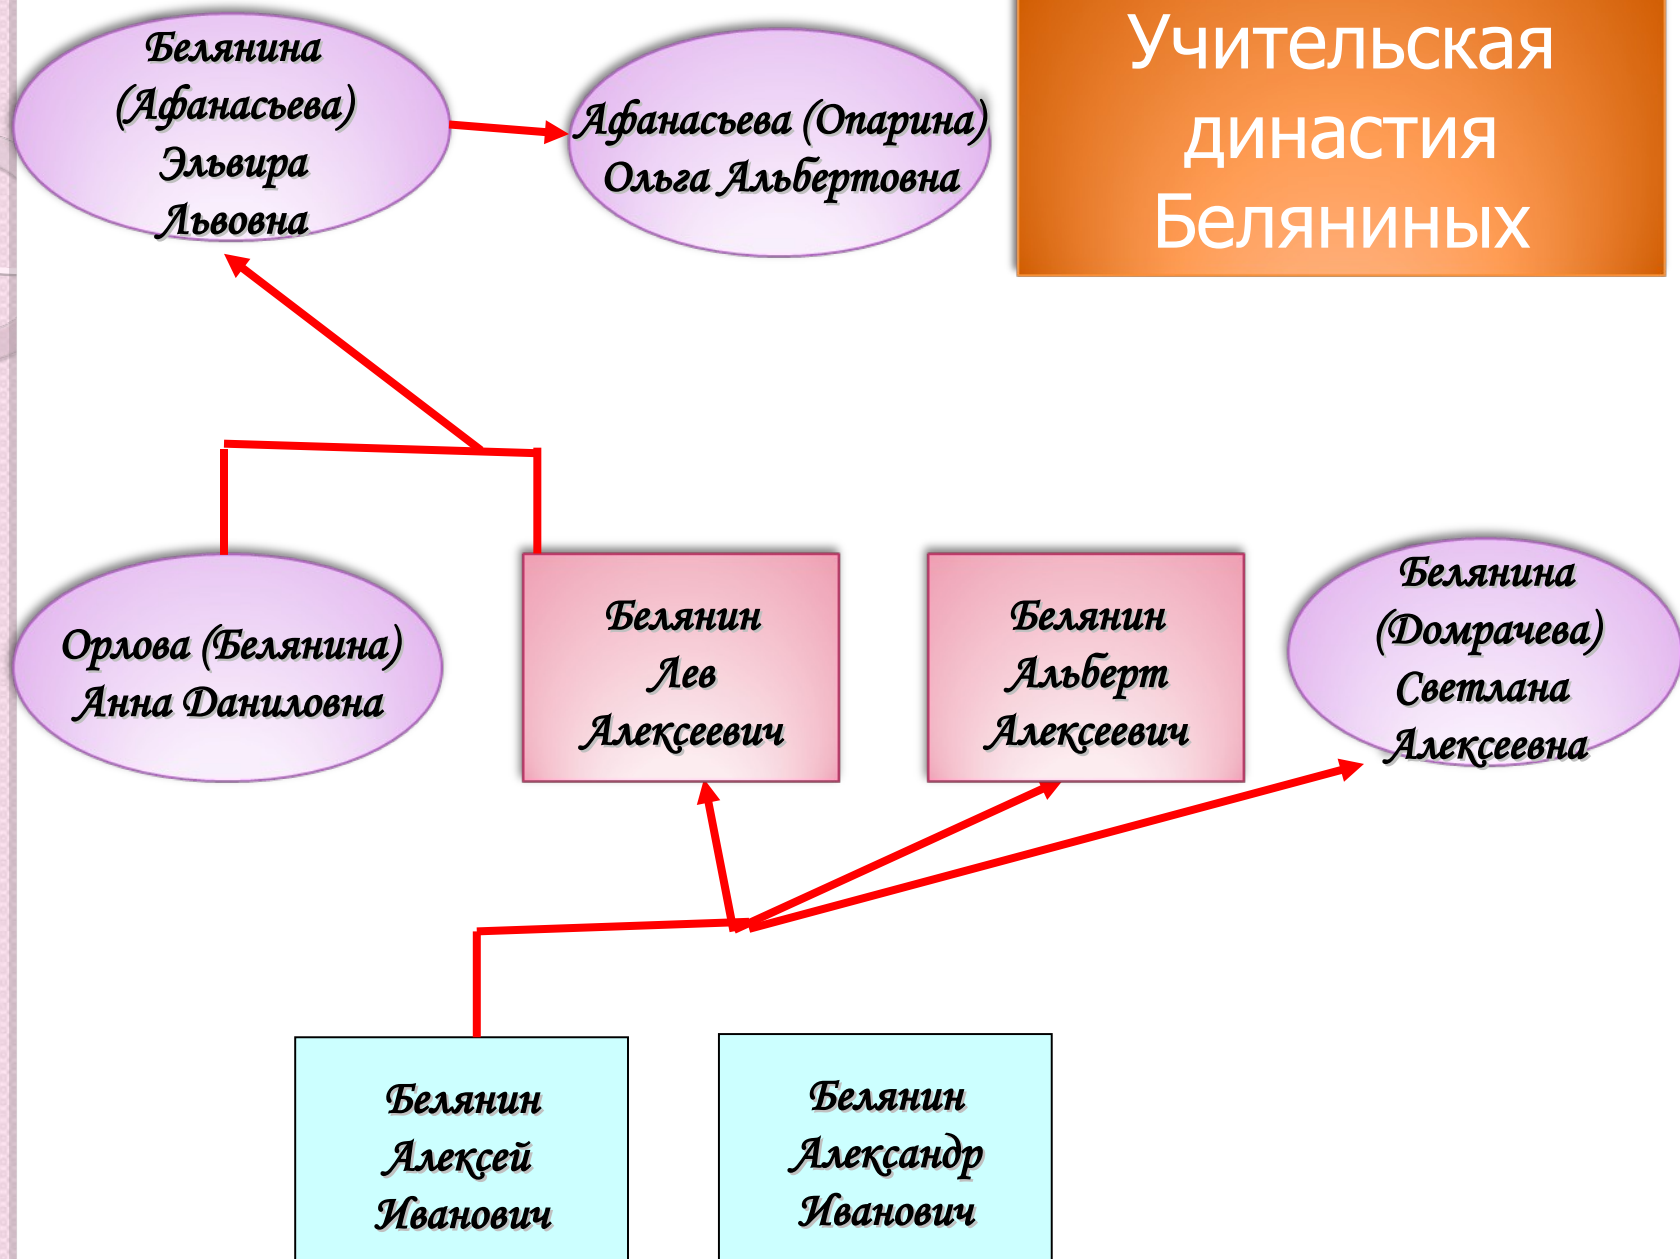 Белянина
(Афанасьева)
Эльвира
Львовна
Афанасьева (Опарина)
Ольга Альбертовна
Учительская
династия
Беляниных
Орлова (Белянина)
Анна Даниловна
Белянин
Лев
Алексеевич
Белянин
Альберт
Алексеевич
Белянина
(Домрачева)
Светлана
Алексеевна
Белянин
Алексей
Иванович
Белянин
Александр
Иванович